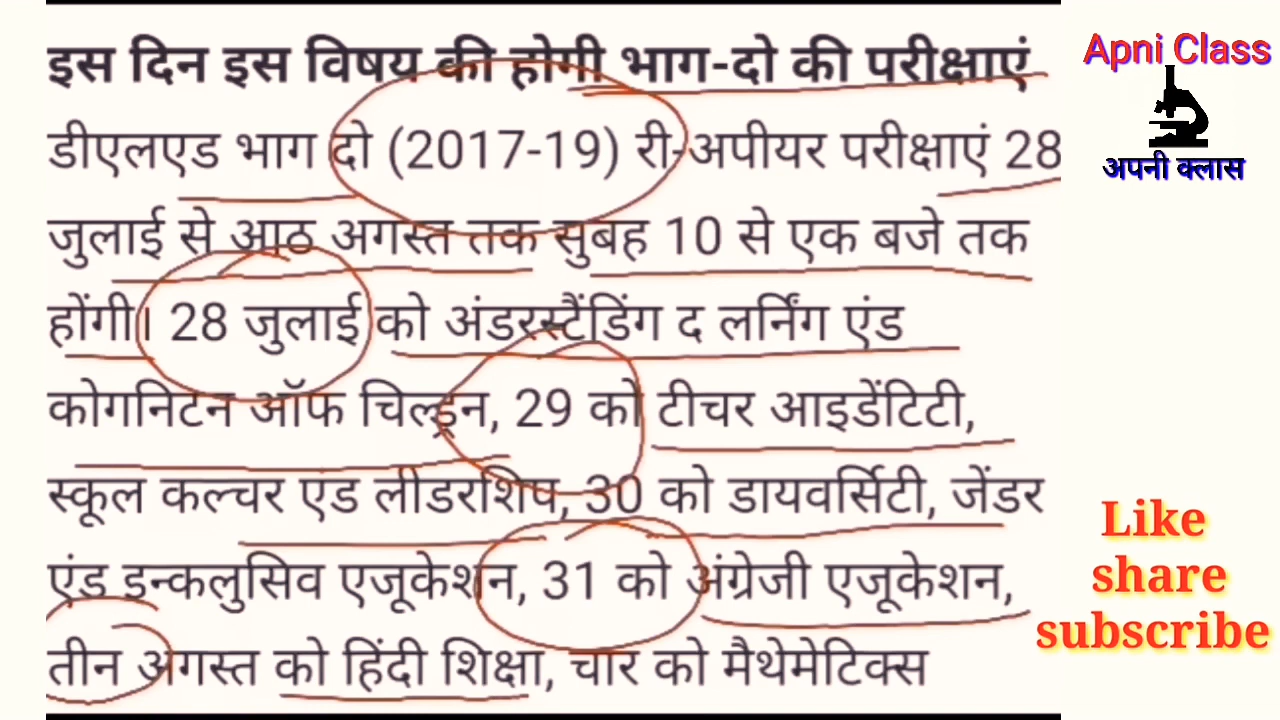 इस दिन इस विषय की होगी भाग-दो की परीक्षाएं
डीएलएड भाग दो (2017-19) री-अपीयर परीक्षाएं 28
जुलाई से आठ अगस्त तक सुबह 10 से एक बजे तक
होंगी। 28 जुलाई को अंडरस्टैंडिंग द लर्निंग एंड
कोगनिटन ऑफ चिल्ड्रन, 29 को टीचर आइडेंटिटी,
स्कूल कल्चर एंड लीडरशिप, 30 को डायवर्सिटी, जेंडर
एंड इन्कलुसिव एजूकेशन, 31 को अंग्रेजी एजूकेशन,
तीन अगस्त को हिंदी शिक्षा, चार को मैथेमेटिक्स
Apni Class
अपनी क्लास
Like
share
subscribe